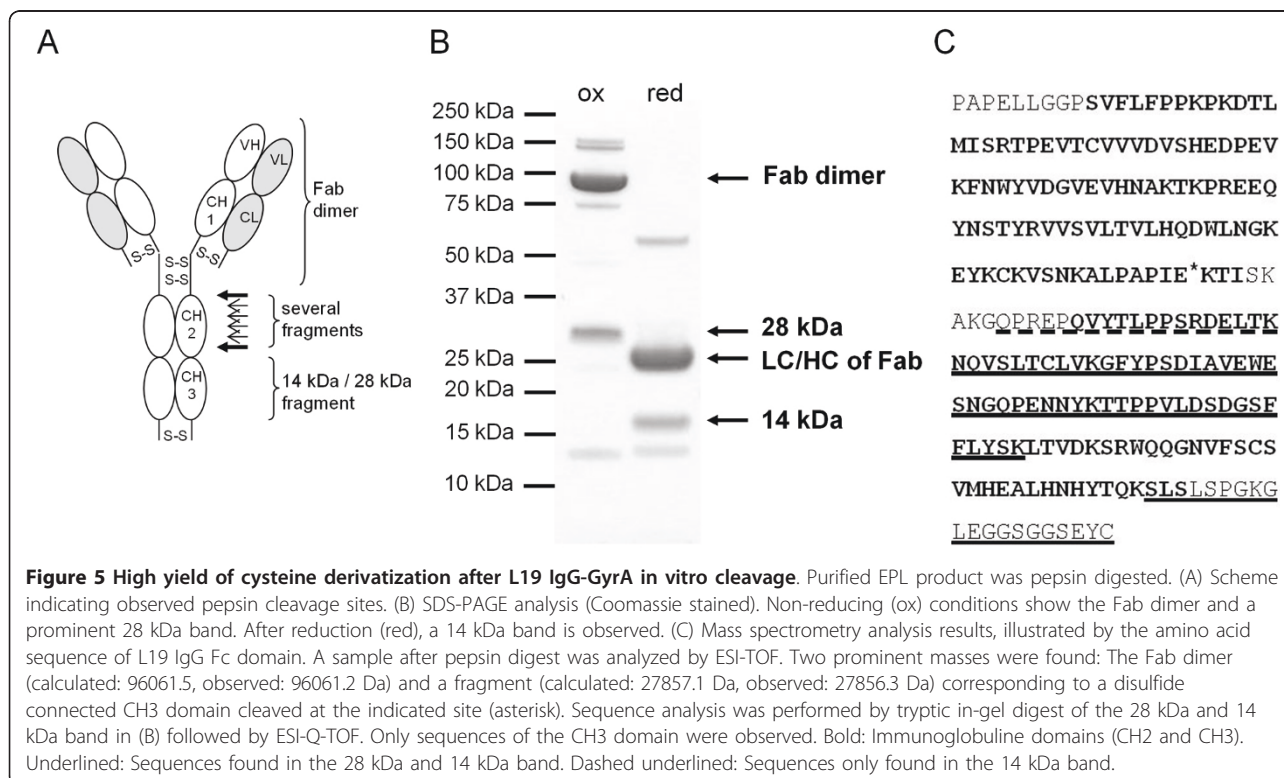 A
VH
VL
CH
1
CL
S-S
S-S
S-S
S-S
Fab
dimer
CH
2
several
fragments
CH
3
14 kDa / 28 kDa
fragment
S-S
B
ox red
250 kDa
150 kDa
100 kDa
75 kDa
50 kDa
37 kDa
25 kDa
20 kDa
15 kDa
10 kDa
Fab dimer
28 kDa
LC/HC of Fab
14 kDa
C
PAPELLGGPSVFLFPPKPKDTL
MISRTPEVTCVVVDVSHEDPEV
KFNWYVDGVEVHNAKTKPREEQ
YNSTYRVVSVLTVLHQDWLNGK
EYKCKVSNKALPAPIE*KTISK
AKGQPREPQVYTLPPSRDELTK
NQVSLTCLVKGFYPSDIAVEWE
SNGQPENNYKTTPPVLDSDGSF
FLYSKLTVDKSRWQQGNVFSCS
VMHEALHNHYTQKSLSLSPGKG
LEGGSGGSEYC
Figure 5 High yield of cysteine derivatization after L19 IgG-GyrA in vitro cleavage. Purified EPL product was pepsin digested. (A) Scheme
indicating observed pepsin cleavage sites. (B) SDS-PAGE analysis (Coomassie stained). Non-reducing (ox) conditions show the Fab dimer and a
prominent 28 kDa band. After reduction (red), a 14 kDa band is observed. (C) Mass spectrometry analysis results, illustrated by the amino acid
sequence of L19 IgG Fc domain. A sample after pepsin digest was analyzed by ESI-TOF. Two prominent masses were found: The Fab dimer
(calculated: 96061.5, observed: 96061.2 Da) and a fragment (calculated: 27857.1 Da, observed: 27856.3 Da) corresponding to a disulfide
connected CH3 domain cleaved at the indicated site (asterisk). Sequence analysis was performed by tryptic in-gel digest of the 28 kDa and 14
kDa band in (B) followed by ESI-Q-TOF. Only sequences of the CH3 domain were observed. Bold: Immunoglobuline domains (CH2 and CH3).
Underlined: Sequences found in the 28 kDa and 14 kDa band. Dashed underlined: Sequences only found in the 14 kDa band.